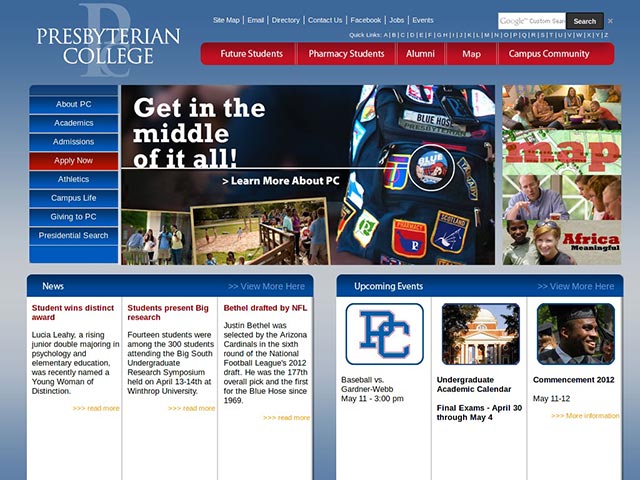 PRESBYTERIAN
COLLEGE
Site Map | Email | Directory | Contact Us | Facebook | Jobs | Events
Google™ Custom Sear
Search
×
Quick Links: A | B | C | D | E | F | G | H | I | J | K | L | M | N | O | P | Q | R | S | T | U | V | W | X | Y | Z
Future Students
Pharmacy Students
Alumni
Map
Campus Community
About PC
Academics
Admissions
Apply Now
Athletics
Campus Life
Giving to PC
Presidential Search
Get in the
middle
of it all!
> Learn More About PC
BLUE HOSE
PRESBYTERIAN
BLUE
PHARMACY
SCOTLAND
map
Africa
Meaningful
News
>> View More Here
Student wins distinct
award
Lucia Leahy, a rising
junior double majoring in
psychology and
elementary education,
was recently named a
Young Woman of
Distinction.
>>> read more
Students present Big
research
Fourteen students were
among the 300 students
attending the Big South
Undergraduate
Research Symposium
held on April 13-14th at
Winthrop University.
>>> read more
Bethel drafted by NFL
Justin Bethel was
selected by the Arizona
Cardinals in the sixth
round of the National
Football League's 2012
draft. He was the 177th
overall pick and the first
for the Blue Hose since
1969.
>>> read more
Upcoming Events
>> View More Here
PC
Baseball vs.
Gardner-Webb
May 11 - 3:00 pm
Undergraduate
Academic Calendar
Final Exams - April 30
through May 4
Commencement 2012
May 11-12
>>> More information